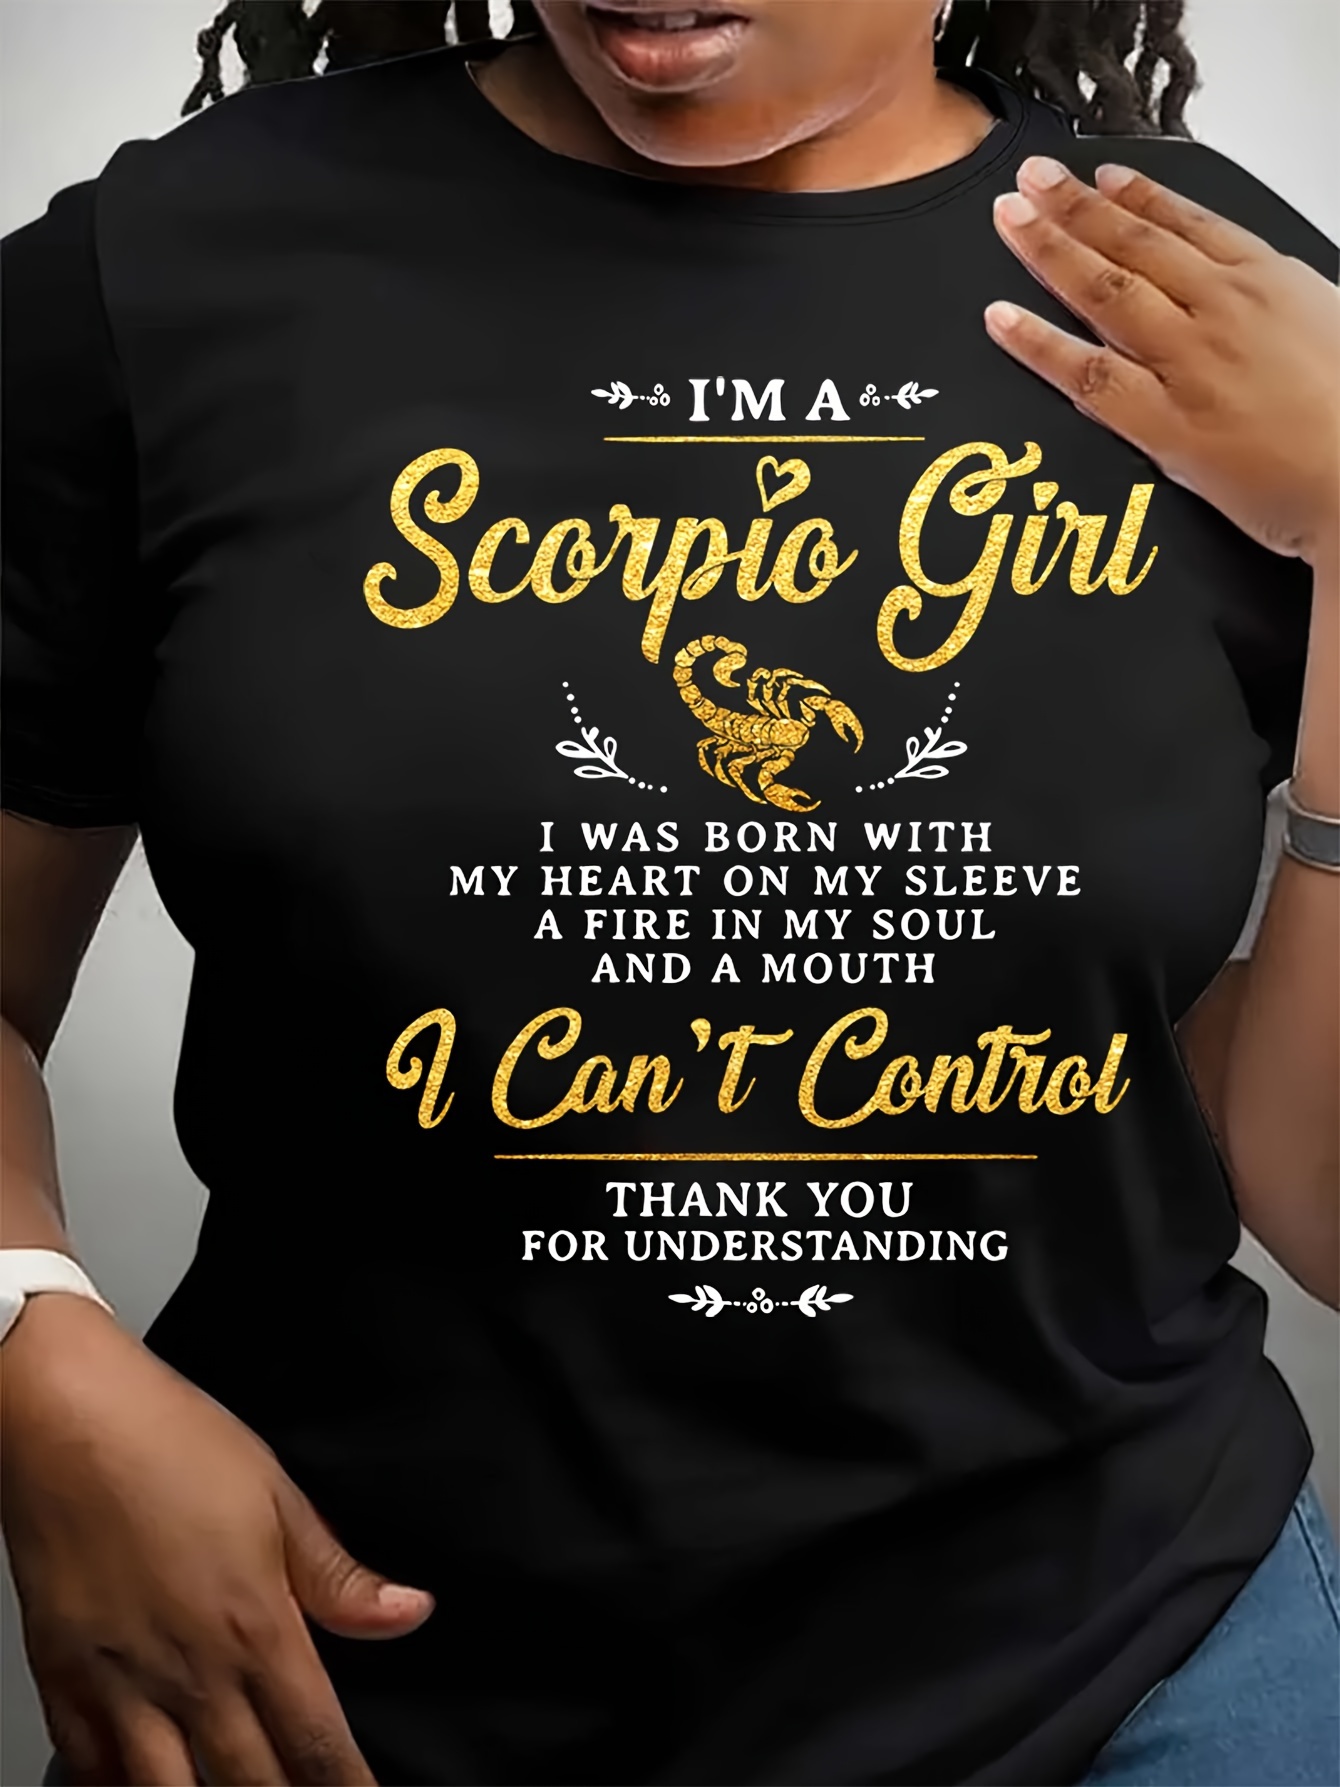 I'M A
Scorpio Girl
I WAS BORN WITH
MY HEART ON MY SLEEVE
A FIRE IN MY SOUL
AND A MOUTH
I Can't Control
THANK YOU
FOR UNDERSTANDING